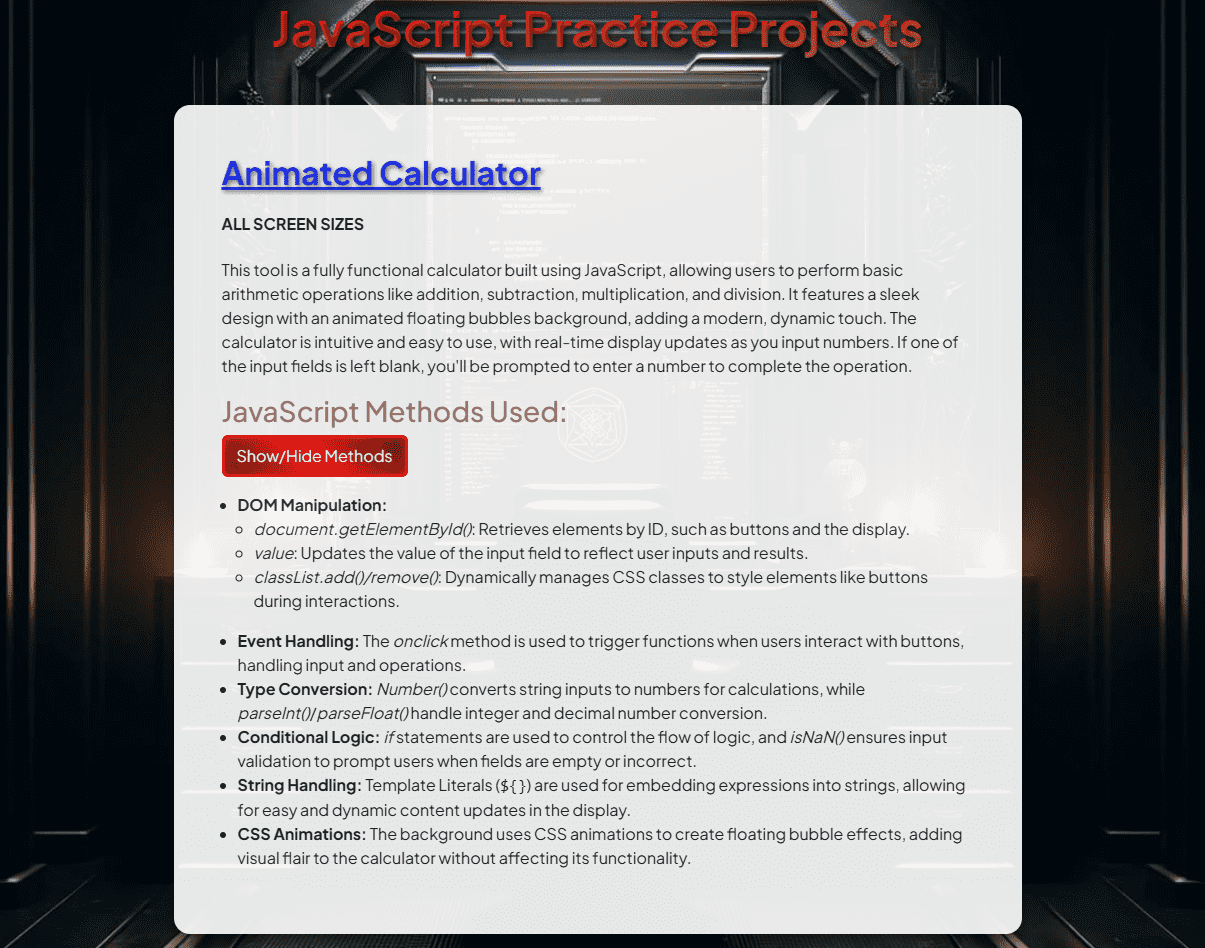 JavaScript Practice Projects
Animated Calculator
ALL SCREEN SIZES
This tool is a fully functional calculator built using JavaScript, allowing users to perform basic
arithmetic operations like addition, subtraction, multiplication, and division. It features a sleek
design with an animated floating bubbles background, adding a modern, dynamic touch. The
calculator is intuitive and easy to use, with real-time display updates as you input numbers. If one of
the input fields is left blank, you'll be prompted to enter a number to complete the operation.
JavaScript Methods Used:
Show/Hide Methods
DOM Manipulation:
document.getElementById(): Retrieves elements by ID, such as buttons and the display.
value: Updates the value of the input field to reflect user inputs and results.
classList.add()/remove(): Dynamically manages CSS classes to style elements like buttons
during interactions.
Event Handling: The onclick method is used to trigger functions when users interact with buttons,
handling input and operations.
Type Conversion: Number() converts string inputs to numbers for calculations, while
parseInt()/parseFloat() handle integer and decimal number conversion.
Conditional Logic: if statements are used to control the flow of logic, and isNaN() ensures input
validation to prompt users when fields are empty or incorrect.
String Handling: Template Literals (${}) are used for embedding expressions into strings, allowing
for easy and dynamic content updates in the display.
CSS Animations: The background uses CSS animations to create floating bubble effects, adding
visual flair to the calculator without affecting its functionality.